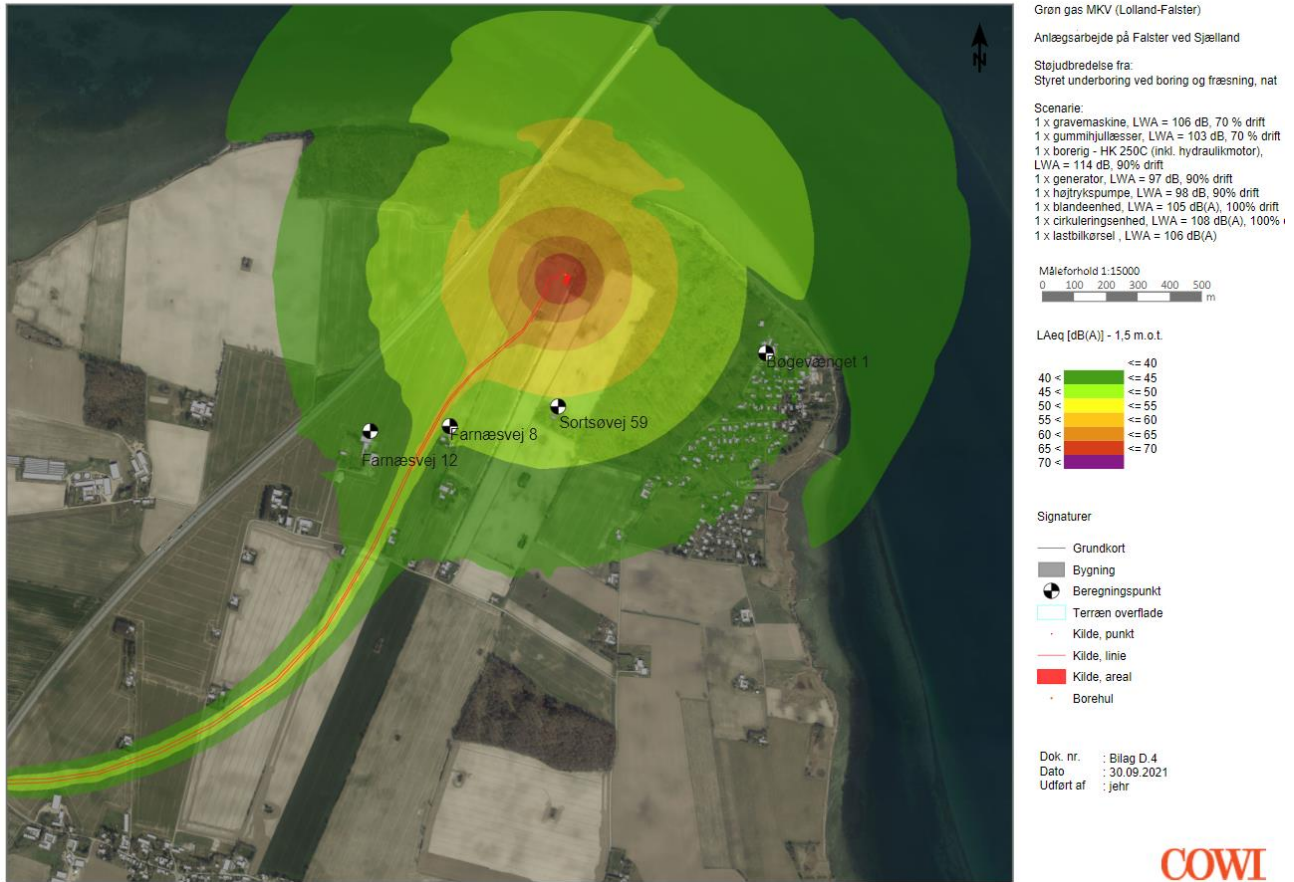 Grøn gas MKV (Lolland-Falster)
Anlægsarbejde på Falster ved Sjælland
Støjudbredelse fra:
Styret underboring ved boring og fræsning, nat
Scenarie:
1 x gravemaskine, LWA = 106 dB, 70 % drift
1 x gummihjullæsser, LWA = 103 dB, 70 % drift
1 x borerig - HK 250C (inkl. hydraulikmotor),
LWA = 114 dB, 90% drift
1 x generator, LWA = 97 dB, 90% drift
1 x højtrykspumpe, LWA = 98 dB, 90% drift
1 x blandeenhed, LWA = 105 dB(A), 100% drift
1 x cirkuleringsenhed, LWA = 108 dB(A), 100%
1 x lastbilkørsel , LWA = 106 dB(A)
Måleforhold 1:15000
0 100 200 300 400 500
m
LAeq [dB(A)] - 1,5 m.o.t.
<= 40
40 < <= 45
45 < <= 50
50 < <= 55
55 < <= 60
60 < <= 65
65 < <= 70
70 <
Signaturer
Grundkort
Bygning
Beregningspunkt
Terræn overflade
Kilde, punkt
Kilde, linie
Kilde, areal
Borehul
Dok. nr. : Bilag D.4
Dato : 30.09.2021
Udført af : jehr
COWI
N
Bøgevænget 1
Sortsøvej 59
Farnæsvej 8
Farnæsvej 12